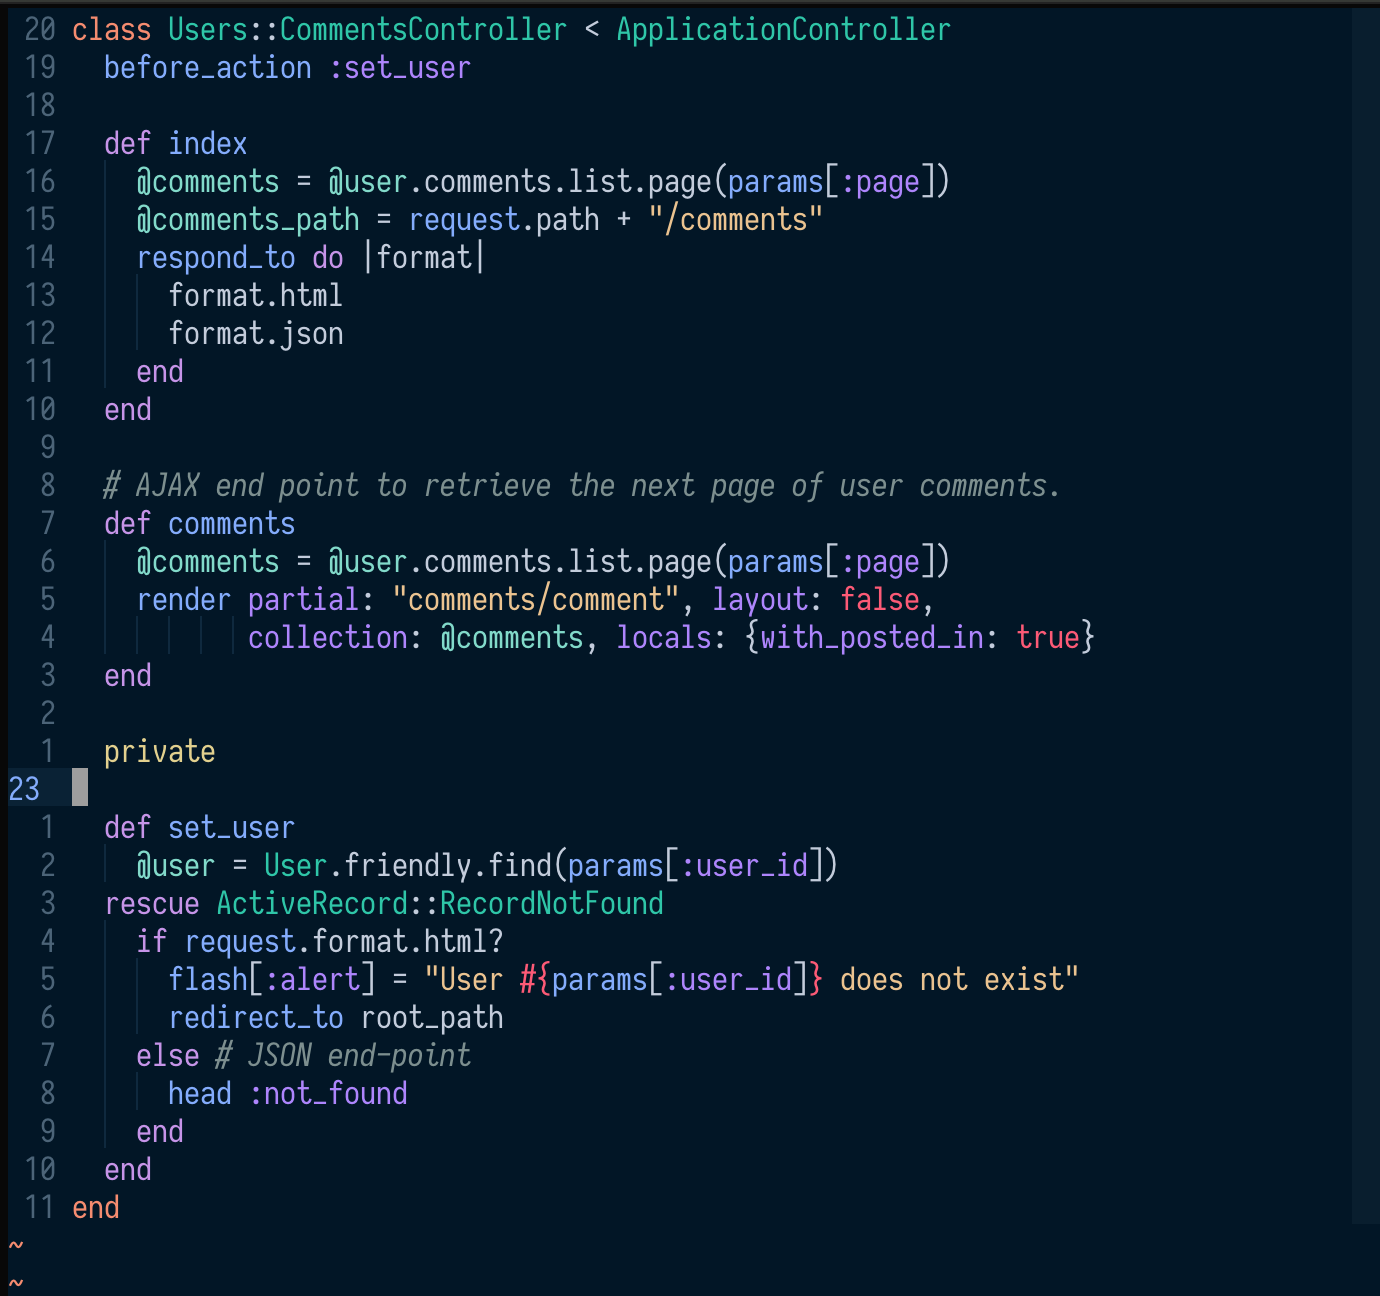 20 class Users::CommentsController < ApplicationController
19   before_action :set_user
18
17   def index
16     @comments = @user.comments.list.page(params[:page])
15     @comments_path = request.path + "/comments"
14     respond_to do |format|
13       format.html
12       format.json
11     end
10   end
9
8   # AJAX end point to retrieve the next page of user comments.
7   def comments
6     @comments = @user.comments.list.page(params[:page])
5     render partial: "comments/comment", layout: false,
4            collection: @comments, locals: {with_posted_in: true}
3   end
2
1   private
23
1   def set_user
2     @user = User.friendly.find(params[:user_id])
3   rescue ActiveRecord::RecordNotFound
4     if request.format.html?
5       flash[:alert] = "User #{params[:user_id]} does not exist"
6       redirect_to root_path
7     else # JSON end-point
8       head :not_found
9     end
10   end
11 end
~
~